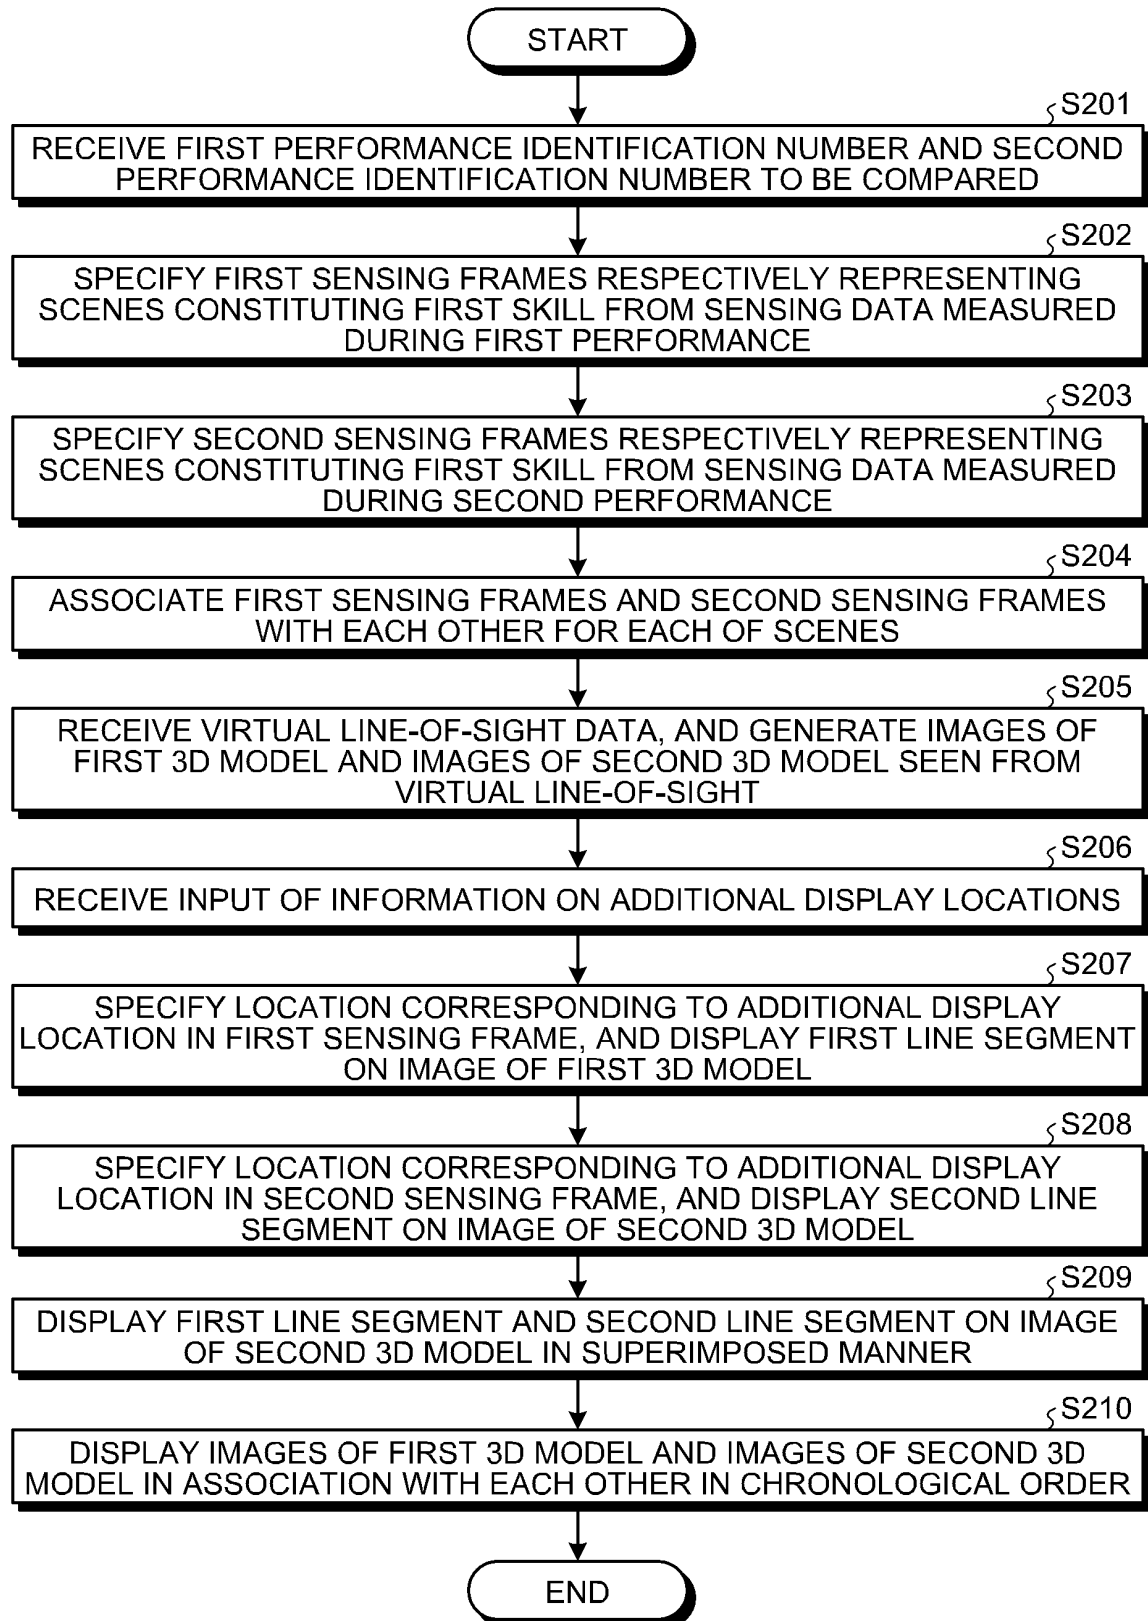 START
S201
RECEIVE FIRST PERFORMANCE IDENTIFICATION NUMBER AND SECOND
PERFORMANCE IDENTIFICATION NUMBER TO BE COMPARED
S202
SPECIFY FIRST SENSING FRAMES RESPECTIVELY REPRESENTING
SCENES CONSTITUTING FIRST SKILL FROM SENSING DATA MEASURED
DURING FIRST PERFORMANCE
S203
SPECIFY SECOND SENSING FRAMES RESPECTIVELY REPRESENTING
SCENES CONSTITUTING FIRST SKILL FROM SENSING DATA MEASURED
DURING SECOND PERFORMANCE
S204
ASSOCIATE FIRST SENSING FRAMES AND SECOND SENSING FRAMES
WITH EACH OTHER FOR EACH OF SCENES
S205
RECEIVE VIRTUAL LINE-OF-SIGHT DATA, AND GENERATE IMAGES OF
FIRST 3D MODEL AND IMAGES OF SECOND 3D MODEL SEEN FROM
VIRTUAL LINE-OF-SIGHT
S206
RECEIVE INPUT OF INFORMATION ON ADDITIONAL DISPLAY LOCATIONS
S207
SPECIFY LOCATION CORRESPONDING TO ADDITIONAL DISPLAY
LOCATION IN FIRST SENSING FRAME, AND DISPLAY FIRST LINE SEGMENT
ON IMAGE OF FIRST 3D MODEL
S208
SPECIFY LOCATION CORRESPONDING TO ADDITIONAL DISPLAY
LOCATION IN SECOND SENSING FRAME, AND DISPLAY SECOND LINE
SEGMENT ON IMAGE OF SECOND 3D MODEL
S209
DISPLAY FIRST LINE SEGMENT AND SECOND LINE SEGMENT ON IMAGE
OF SECOND 3D MODEL IN SUPERIMPOSED MANNER
S210
DISPLAY IMAGES OF FIRST 3D MODEL AND IMAGES OF SECOND 3D
MODEL IN ASSOCIATION WITH EACH OTHER IN CHRONOLOGICAL ORDER
END